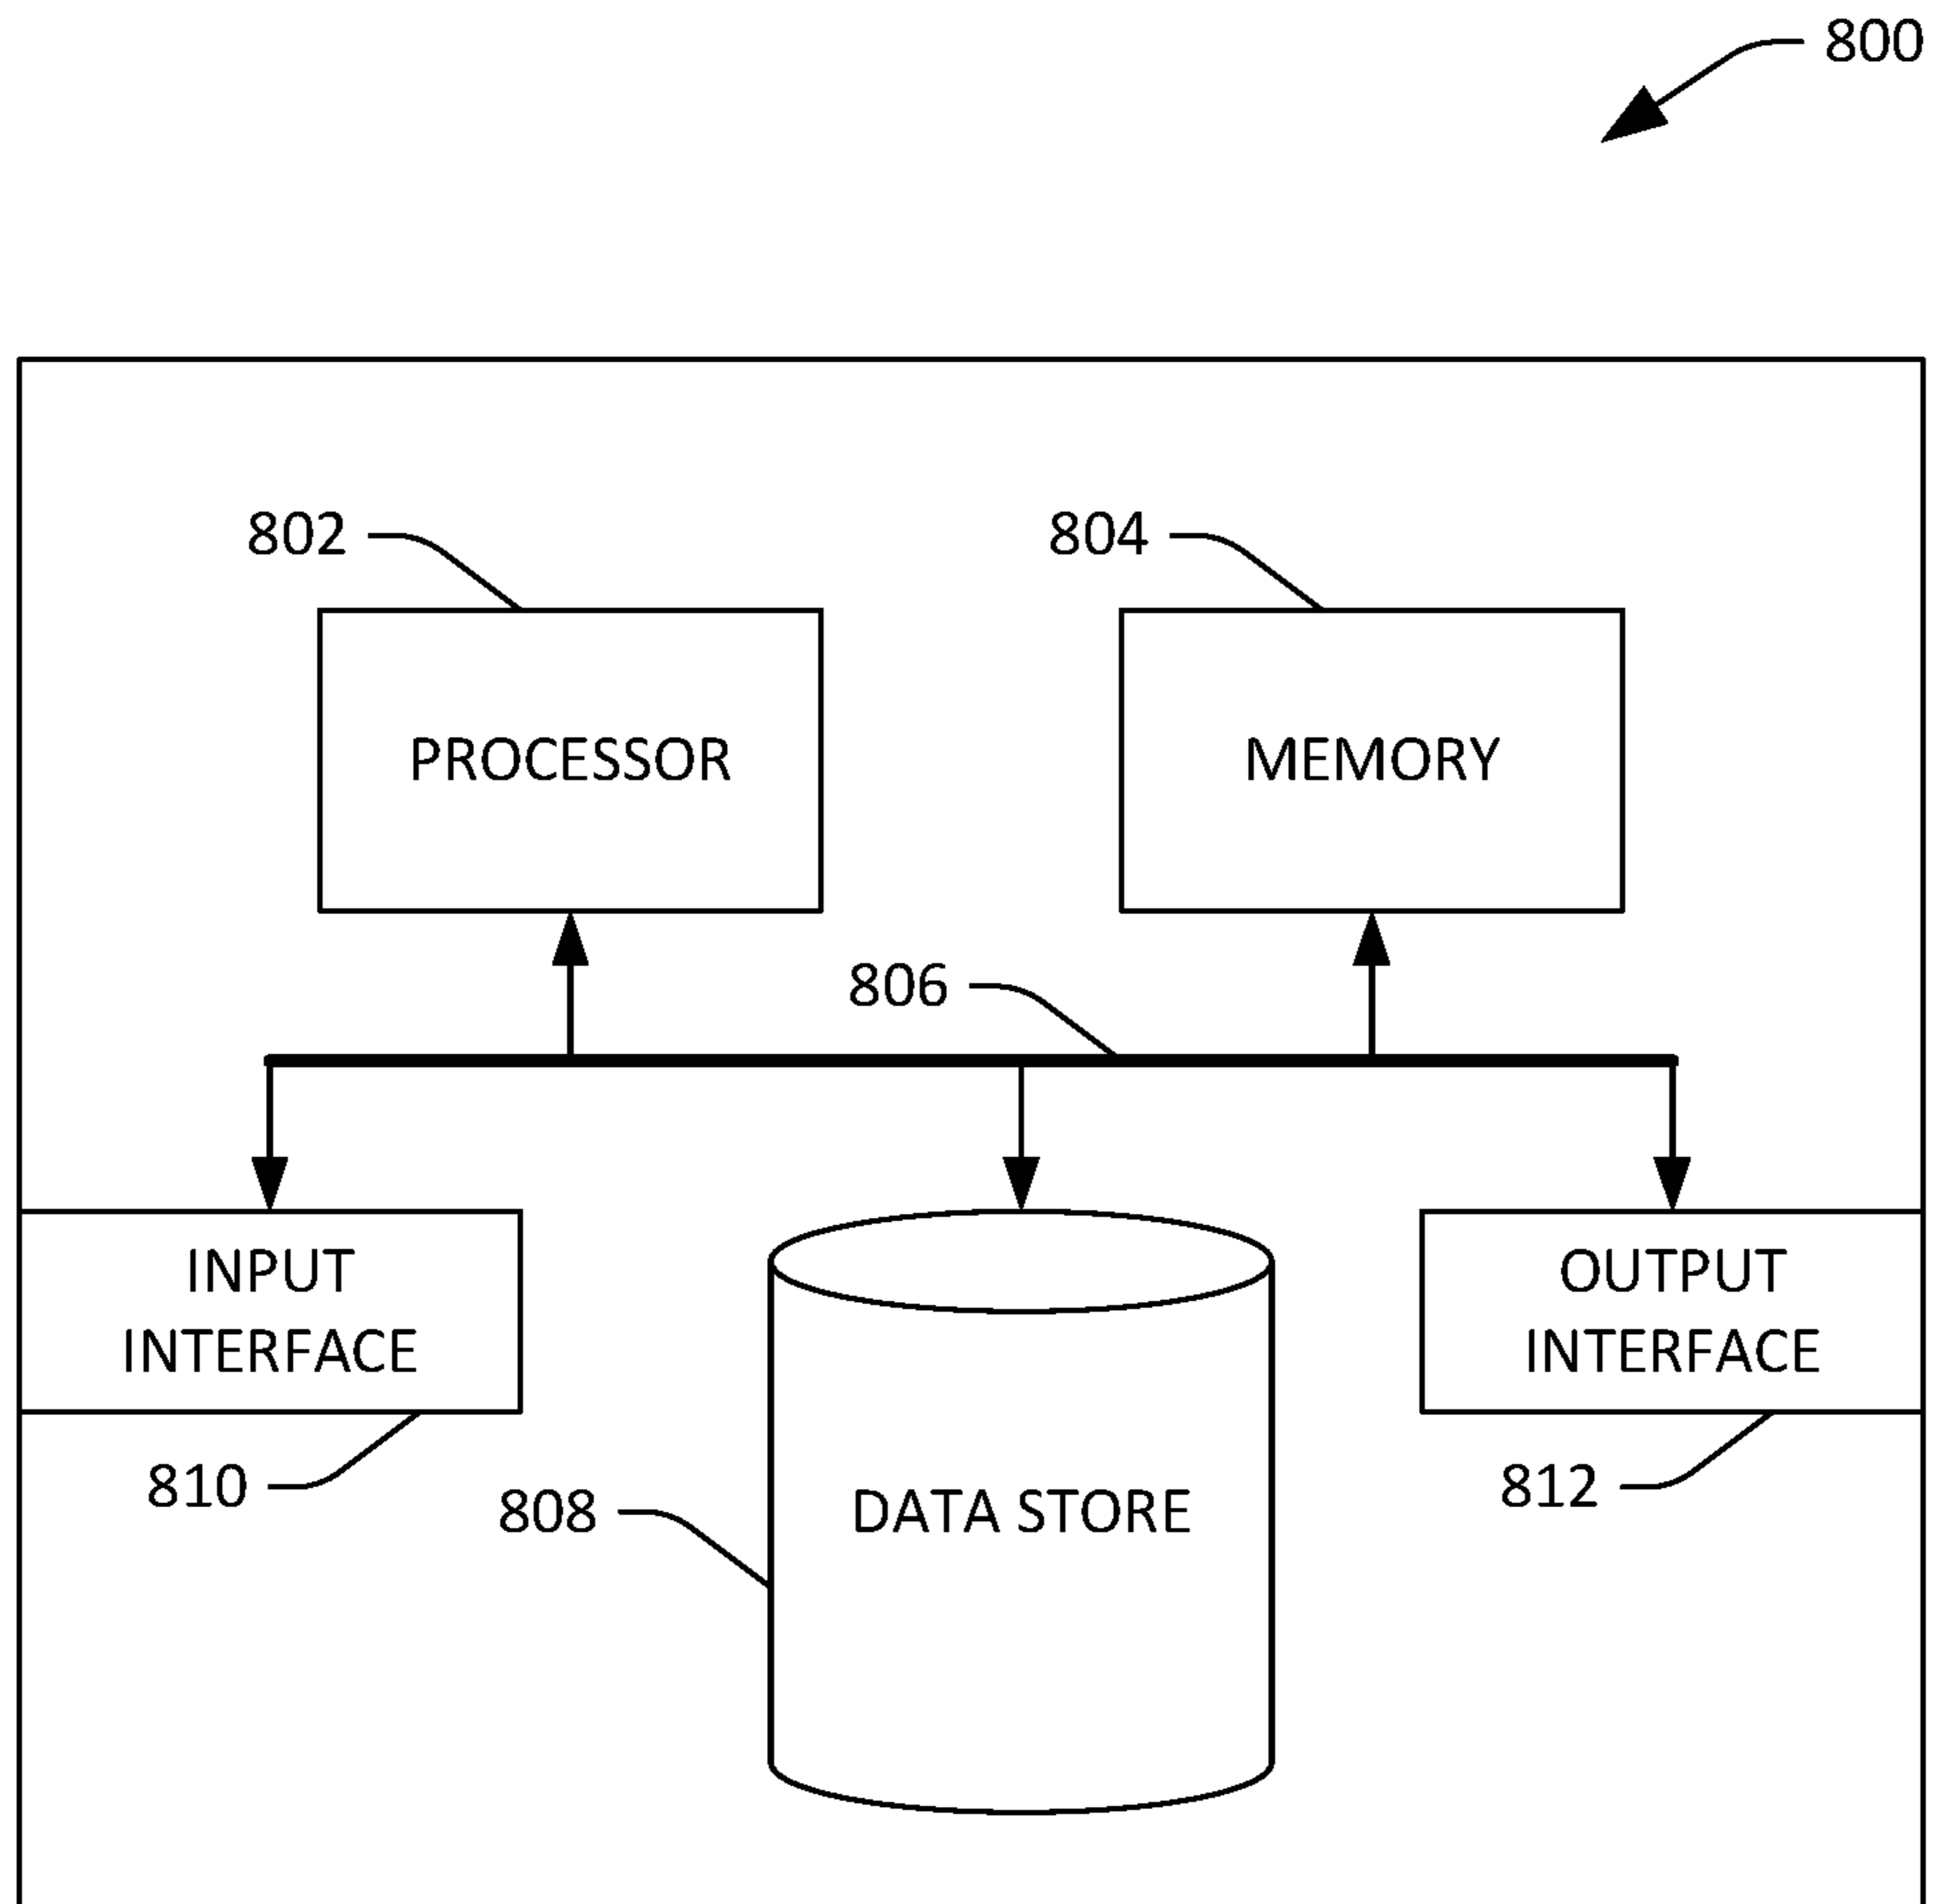 800
802
804
PROCESSOR
MEMORY
806
INPUT
INTERFACE
OUTPUT
INTERFACE
810
808
DATA STORE
812